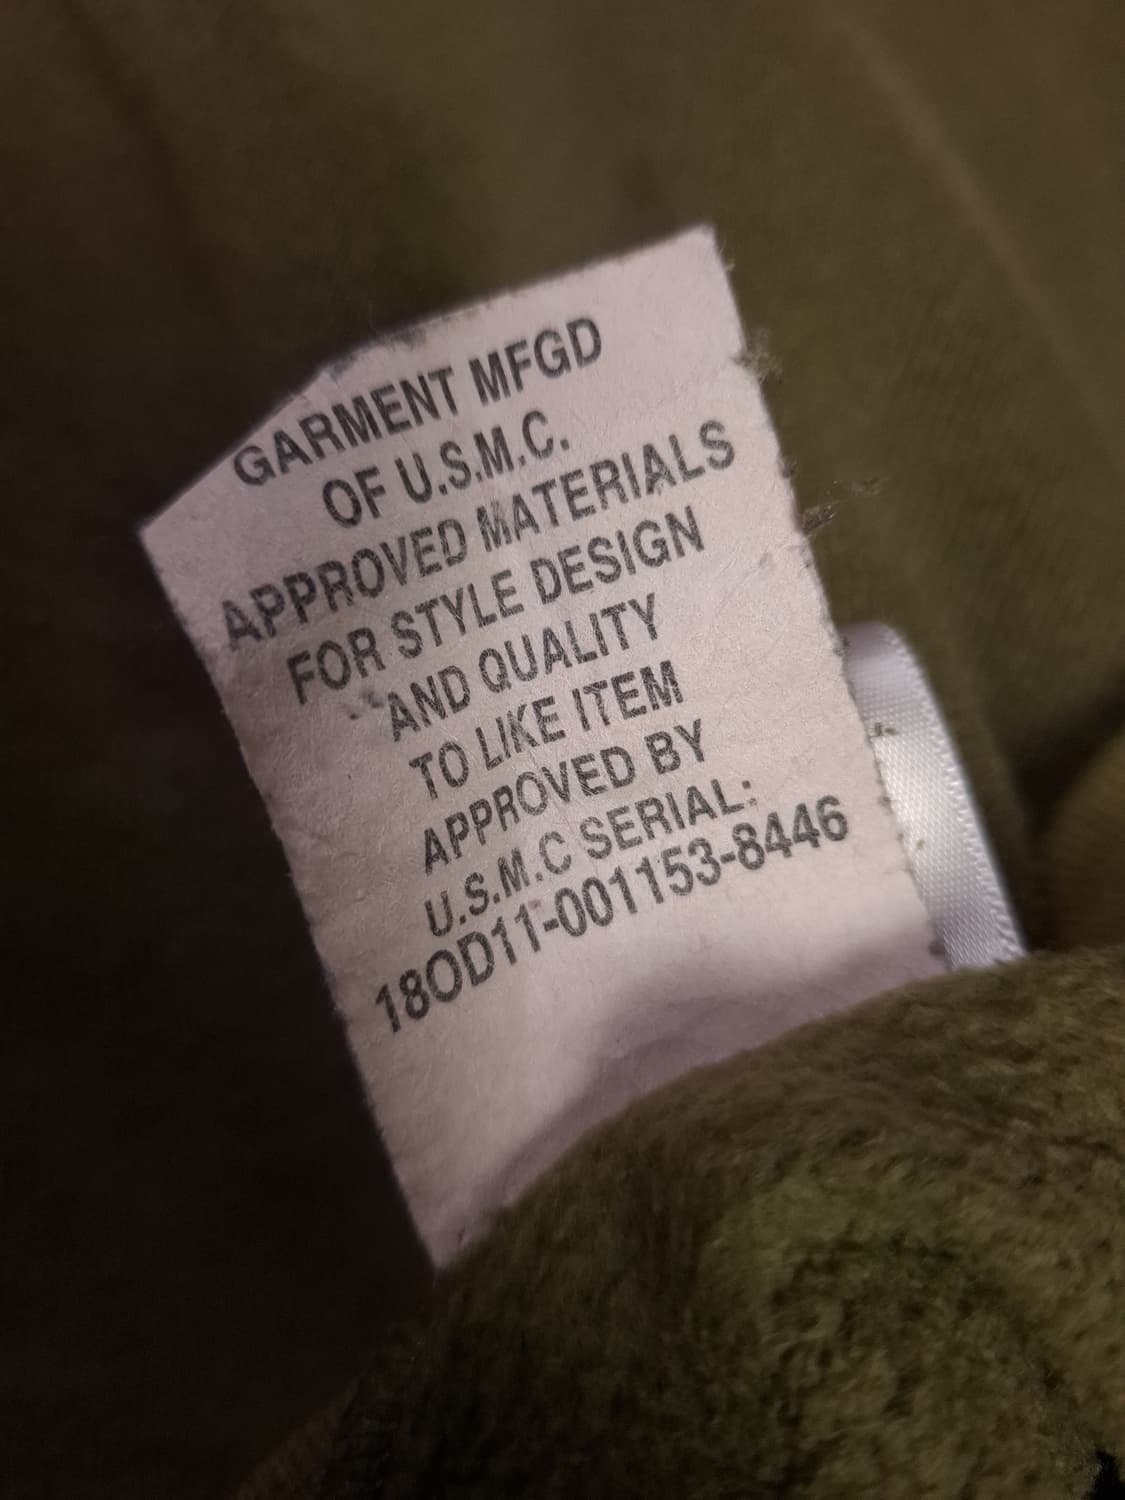 GARMENT MFGD
OF U.S.M.C.
APPROVED MATERIALS
FOR STYLE DESIGN
AND QUALITY
TO LIKE ITEM
APPROVED BY
U.S.M.C SERIAL:
18OD11-001153-8446